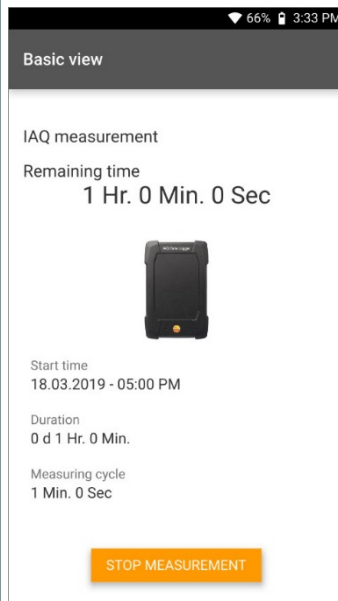 66% 3:33 PM
Basic view
IAQ measurement
Remaining time
1 Hr. 0 Min. 0 Sec
Start time
18.03.2019 - 05:00 PM
Duration
0 d 1 Hr. 0 Min.
Measuring cycle
1 Min. 0 Sec
STOP MEASUREMENT